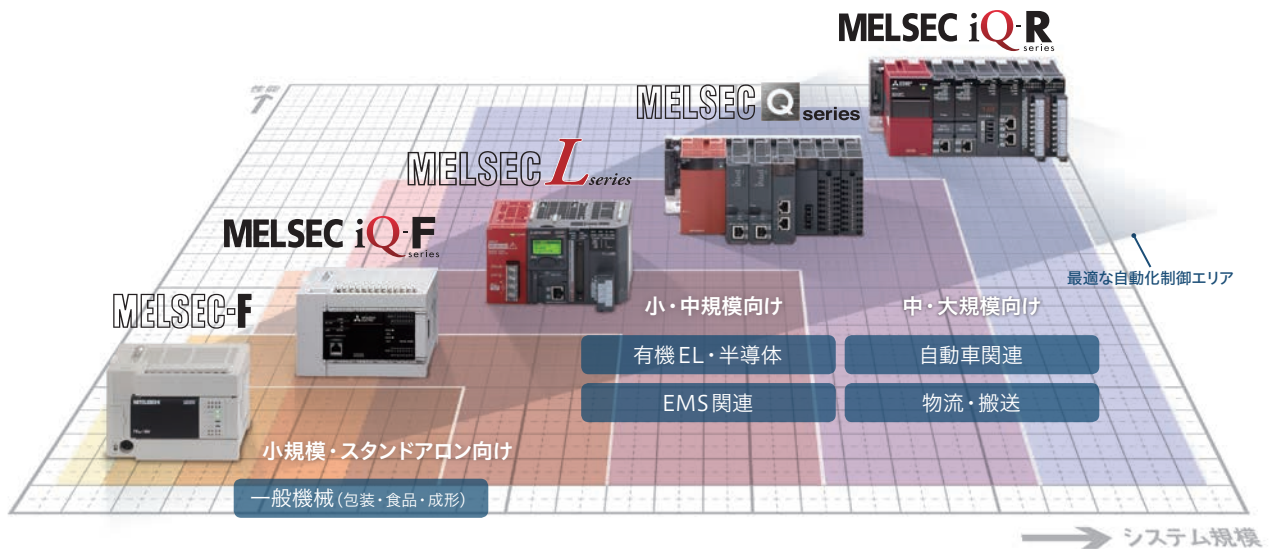 MELSEC iQ-R
series
性能
MELSEC Q series
MELSEC L series
MELSEC iQ-F
series
最適な自動化制御エリア
MELSEC-F
小・中規模向け
中・大規模向け
有機EL・半導体
自動車関連
EMS関連
物流・搬送
MITSUBISHI
小規模・スタンドアロン向け
一般機械(包装・食品・成形)
システム規模